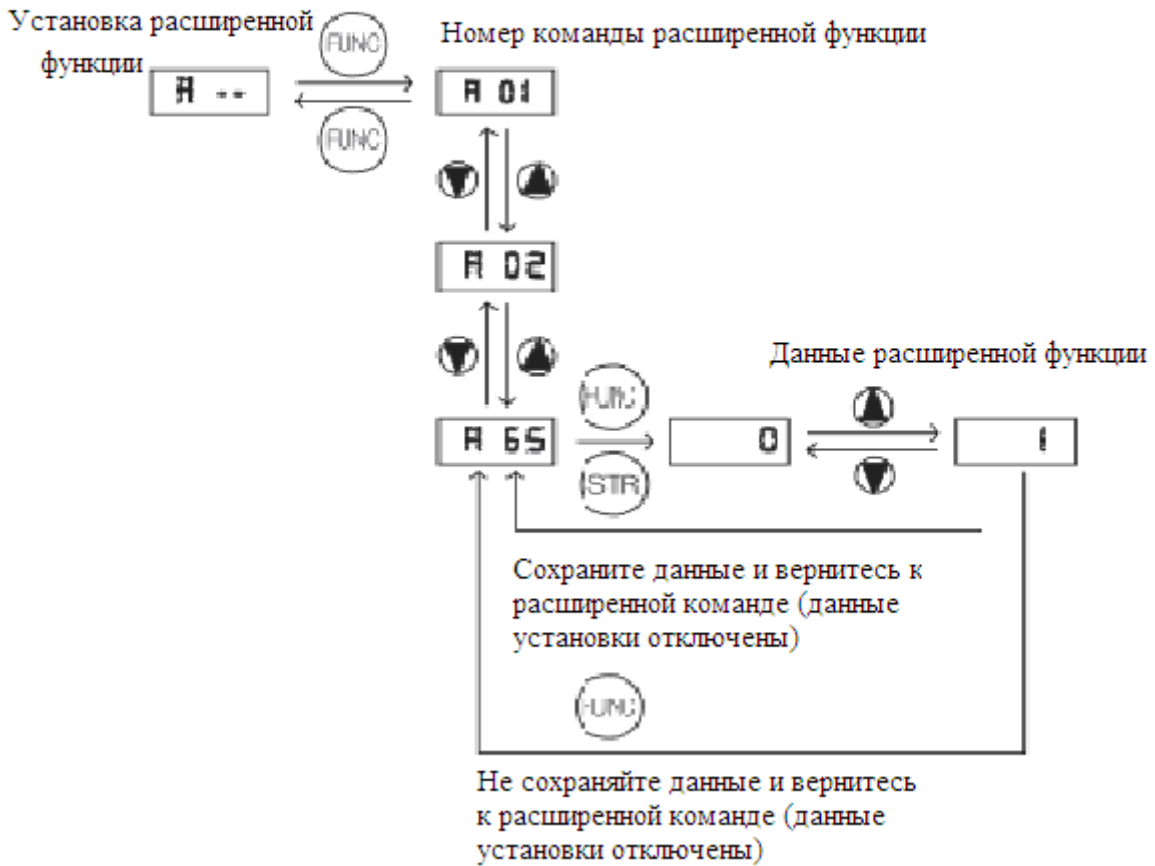 Установка расширенной
функции
FUNC
Номер команды расширенной функции
A --
A 01
FUNC
A 02
Данные расширенной функции
FUNC
A 65
0
1
STR
Сохраните данные и вернитесь к
расширенной команде (данные
установки отключены)
FUNC
Не сохраняйте данные и вернитесь
к расширенной команде (данные
установки отключены)